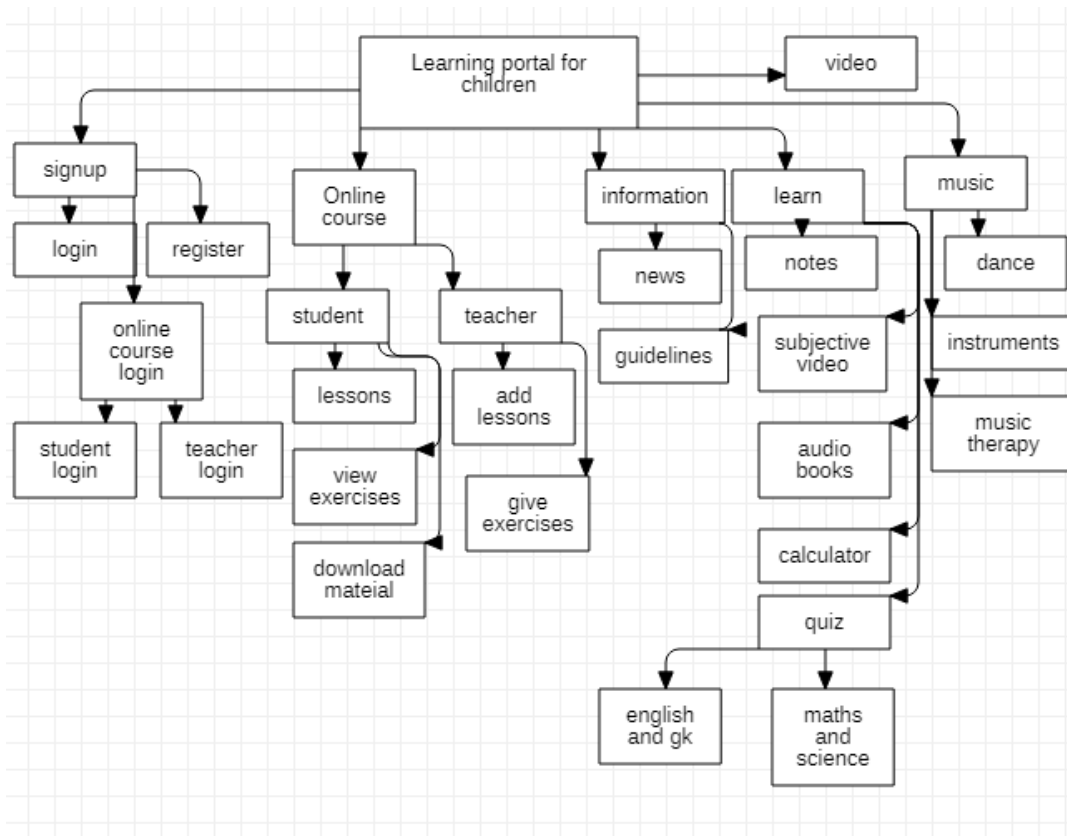 Learning portal for
children
video
signup
login
register
online
course
login
student
login
teacher
login
Online
course
student
lessons
view
exercises
download
mateial
teacher
add
lessons
give
exercises
information
news
guidelines
learn
notes
subjective
video
audio
books
calculator
quiz
english
and gk
maths
and
science
music
dance
instruments
music
therapy